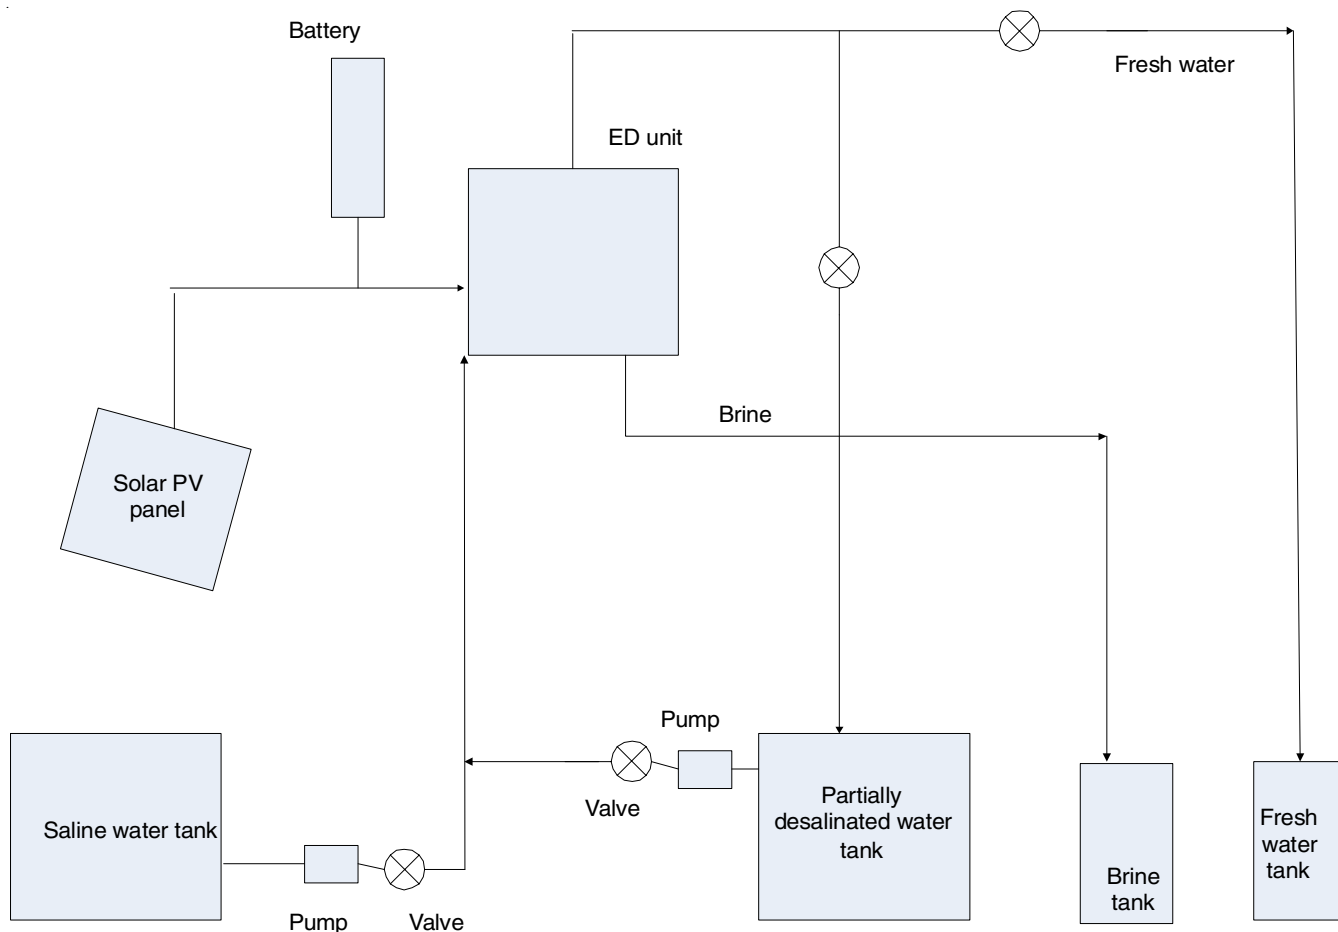 Battery
Fresh water
ED unit
Brine
Solar PV
panel
Pump
Valve
Partially
desalinated water
tank
Saline water tank
Pump
Valve
Brine
tank
Fresh
water
tank